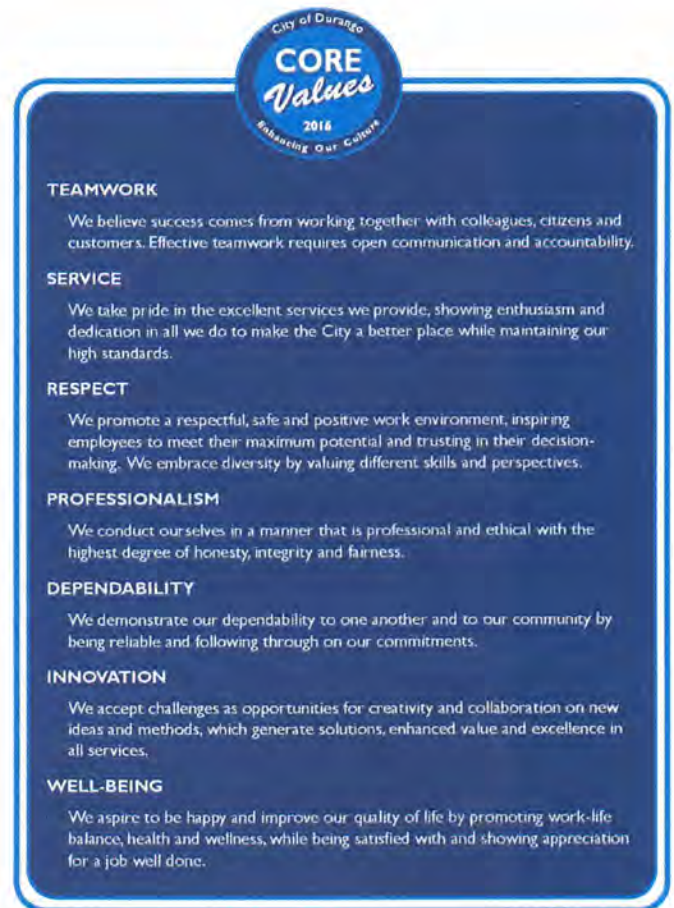 City of Durango
CORE
Values
2016
Enhancing Our Culture
TEAMWORK
We believe success comes from working together with colleagues, citizens and
customers. Effective teamwork requires open communication and accountability.
SERVICE
We take pride in the excellent services we provide, showing enthusiasm and
dedication in all we do to make the City a better place while maintaining our
high standards.
RESPECT
We promote a respectful, safe and positive work environment, inspiring
employees to meet their maximum potential and trusting in their decision-
making. We embrace diversity by valuing different skills and perspectives.
PROFESSIONALISM
We conduct ourselves in a manner that is professional and ethical with the
highest degree of honesty, integrity and fairness.
DEPENDABILITY
We demonstrate our dependability to one another and to our community by
being reliable and following through on our commitments.
INNOVATION
We accept challenges as opportunities for creativity and collaboration on new
ideas and methods, which generate solutions, enhanced value and excellence in
all services.
WELL-BEING
We aspire to be happy and improve our quality of life by promoting work-life
balance, health and wellness, while being satisfied with and showing appreciation
for a job well done.